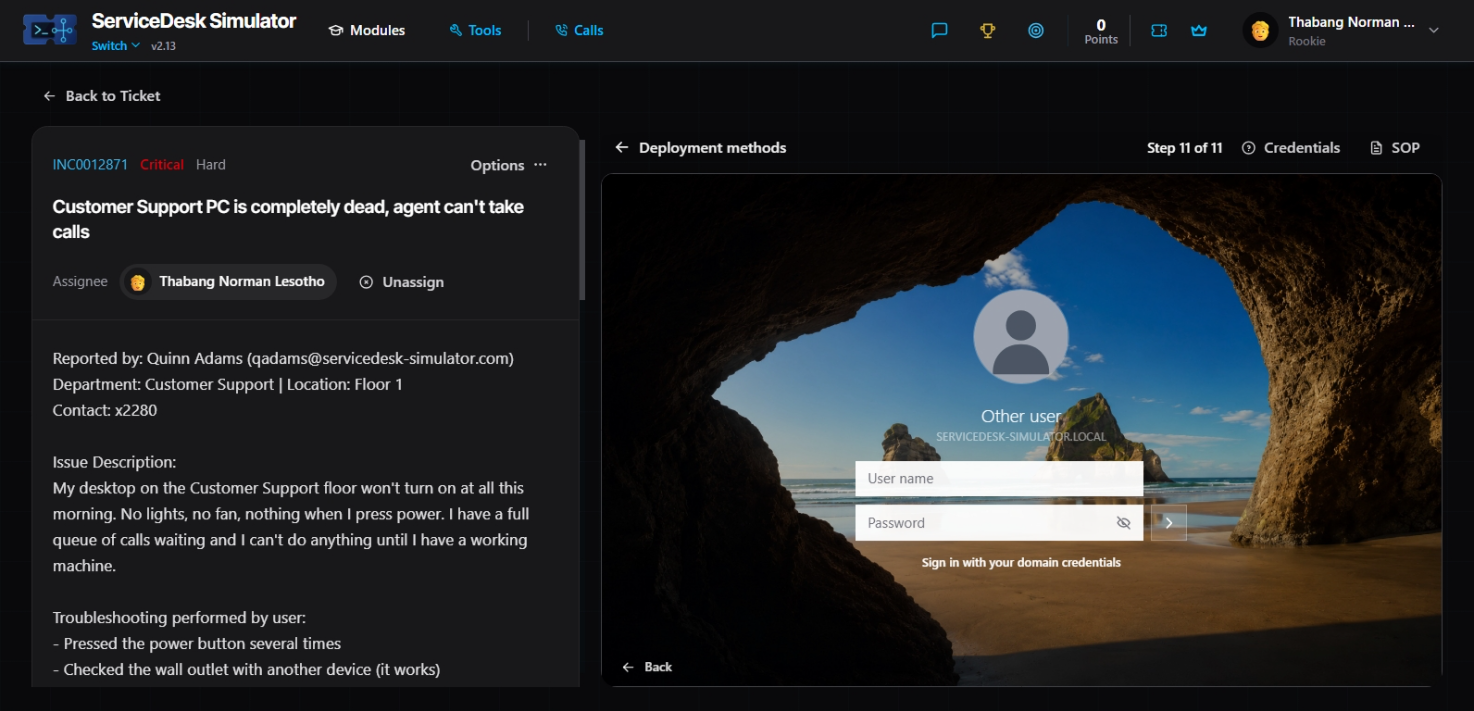 ServiceDesk Simulator
Switch v2.13
Modules
Tools
Calls
0
Points
Thabang Norman ...
Rookie
Back to Ticket
INC0012871 Critical Hard
Options ...
Customer Support PC is completely dead, agent can't take
calls
Assignee Thabang Norman Lesotho Unassign
Reported by: Quinn Adams (qadams@servicedesk-simulator.com)
Department: Customer Support | Location: Floor 1
Contact: x2280
Issue Description:
My desktop on the Customer Support floor won't turn on at all this
morning. No lights, no fan, nothing when I press power. I have a full
queue of calls waiting and I can't do anything until I have a working
machine.
Troubleshooting performed by user:
- Pressed the power button several times
- Checked the wall outlet with another device (it works)
Deployment methods
Step 11 of 11
Credentials
SOP
Other user
SERVICEDESK-SIMULATOR.LOCAL
User name
Password
Sign in with your domain credentials
Back